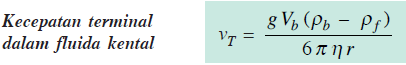 Kecepatan terminal
dalam fluida kental
v_T = g V_b (ρ_b − ρ_f) / 6 π η r